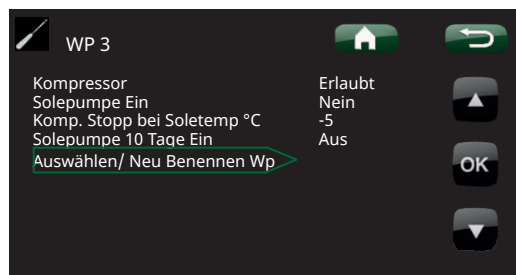 WP 3
Kompressor Erlaubt
Solepumpe Ein Nein
Komp. Stopp bei Soletemp °C -5
Solepumpe 10 Tage Ein Aus
Auswählen/ Neu Benennen Wp
OK